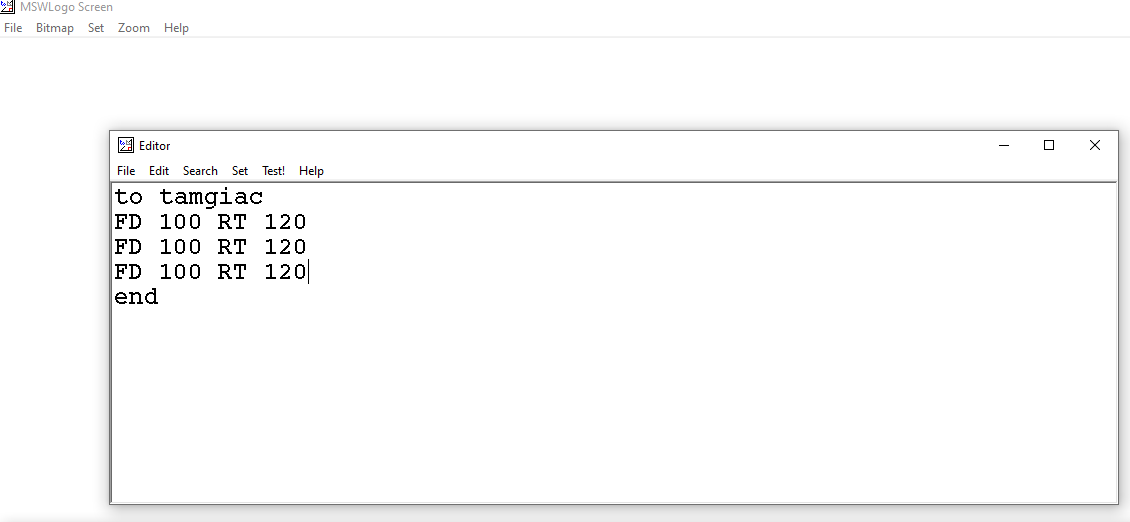 MSWLogo Screen
File Bitmap Set Zoom Help
Editor
File Edit Search Set Test! Help
to tamgiac
FD 100 RT 120
FD 100 RT 120
FD 100 RT 120
end